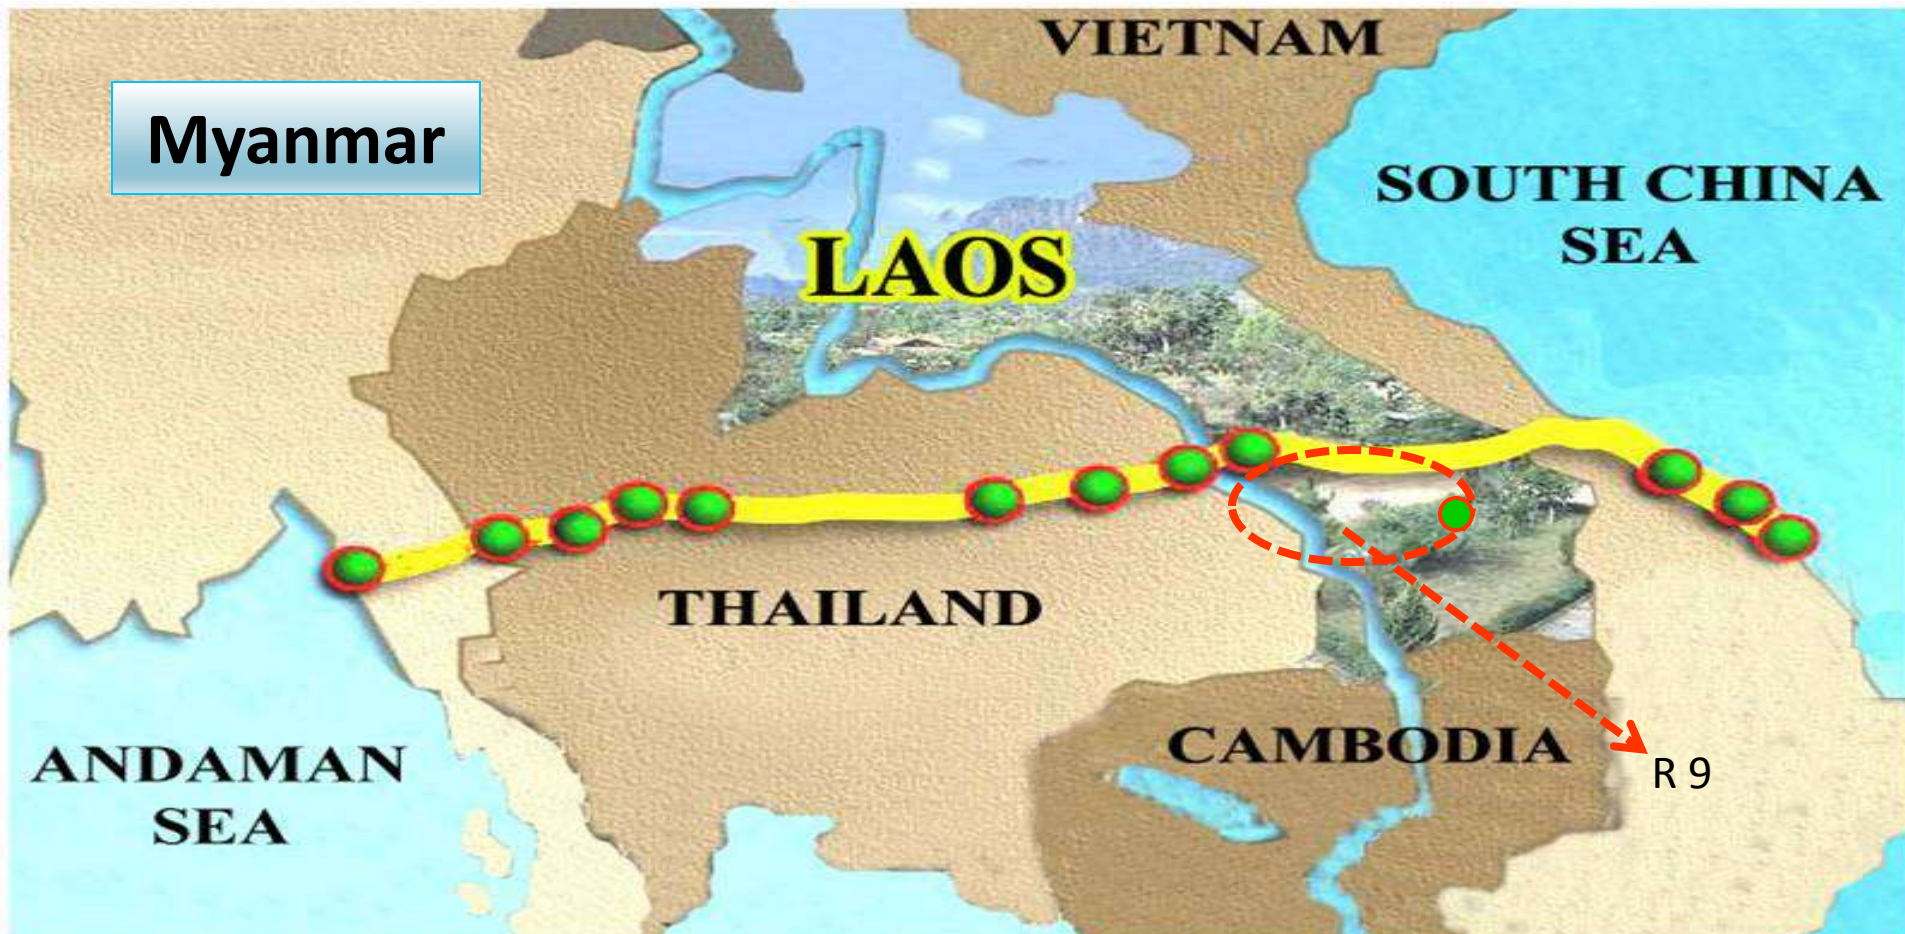 VIETNAM
Myanmar
SOUTH CHINA
SEA
LAOS
THAILAND
CAMBODIA
ANDAMAN
SEA
R 9